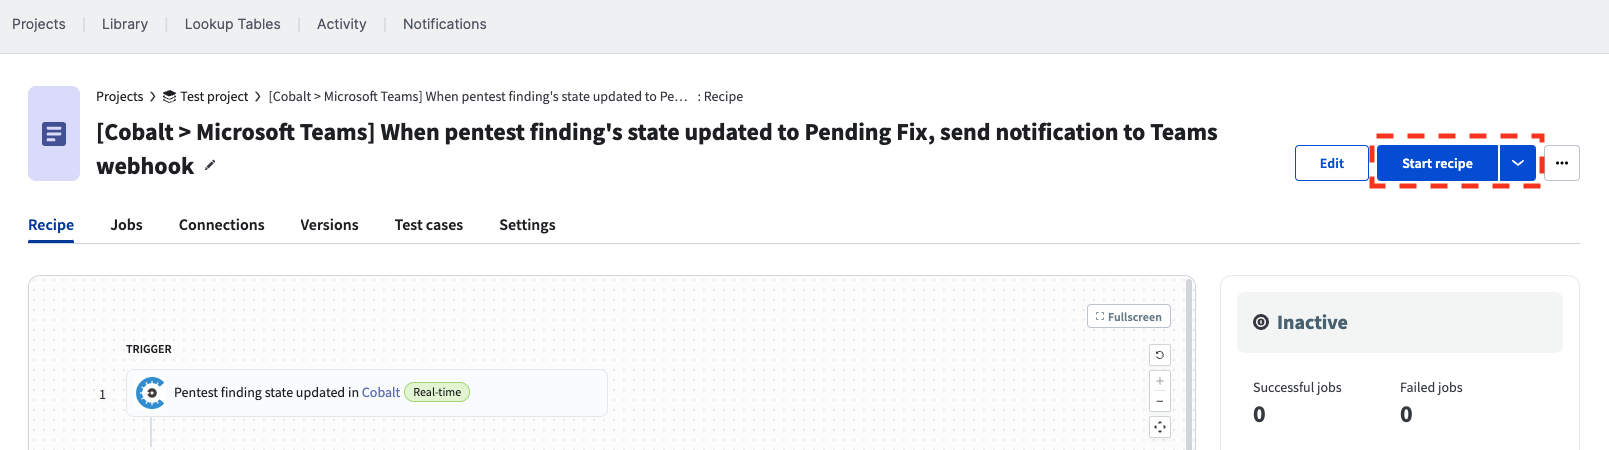 Projects Library Lookup Tables Activity Notifications
Projects > Test project > [Cobalt > Microsoft Teams] When pentest finding's state updated to Pe… : Recipe
[Cobalt > Microsoft Teams] When pentest finding's state updated to Pending Fix, send notification to Teams
webhook
Edit Start recipe
Recipe Jobs Connections Versions Test cases Settings
Fullscreen
TRIGGER
1 Pentest finding state updated in Cobalt Real-time
Inactive
Successful jobs Failed jobs
0 0